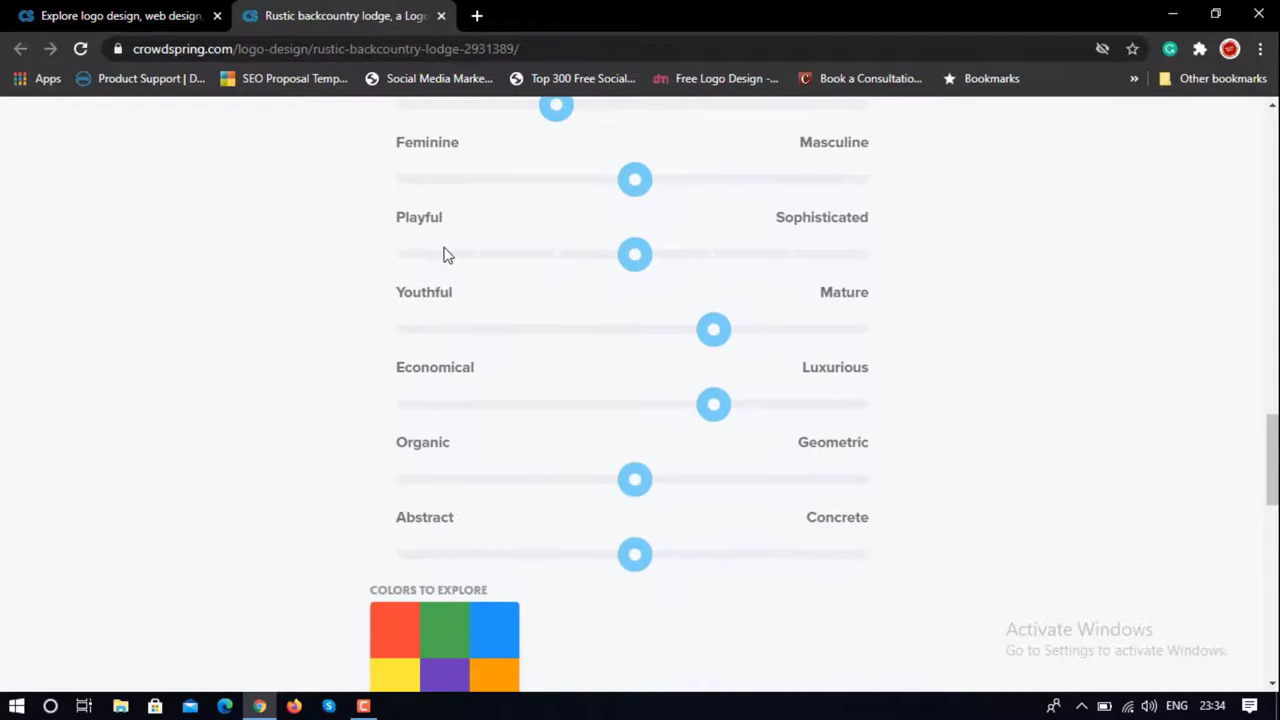 Explore logo design, web design,
Rustic backcountry lodge, a Logo
crowdspring.com/logo-design/rustic-backcountry-lodge-2931389/
Apps
Product Support | D...
SEO Proposal Temp...
Social Media Marke...
Top 300 Free Social...
Free Logo Design -...
Book a Consultatio...
Bookmarks
»
Other bookmarks
Feminine Masculine
Playful Sophisticated
Youthful Mature
Economical Luxurious
Organic Geometric
Abstract Concrete
COLORS TO EXPLORE
Activate Windows
Go to Settings to activate Windows.
ENG 23:34